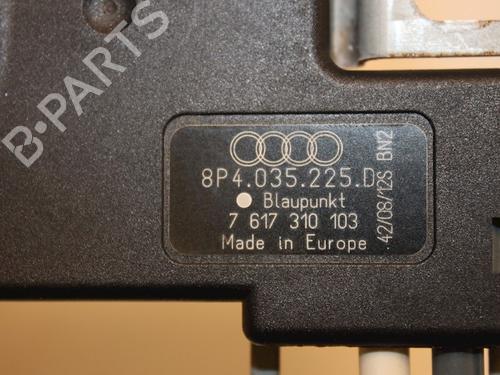 B-PARTS
8P4.035.225.D
Blaupunkt
7 617 310 103
Made in Europe
42/08/12S BN2